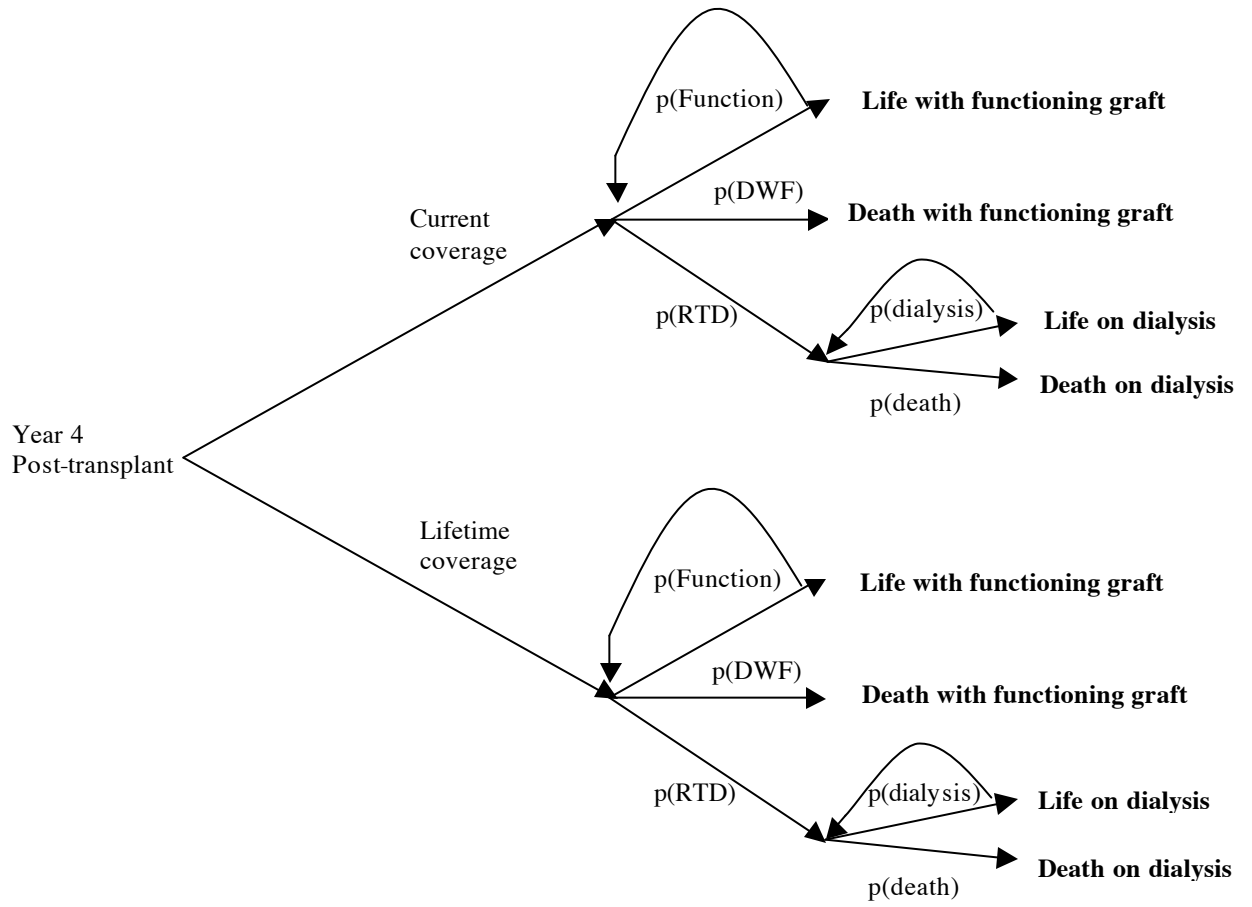 p(Function)
Life with functioning graft
p(DWF)
Death with functioning graft
Current
coverage
p(RTD)
p(dialysis)
Life on dialysis
Death on dialysis
p(death)
Year 4
Post-transplant
Lifetime
coverage
p(Function)
Life with functioning graft
p(DWF)
Death with functioning graft
p(RTD)
p(dialysis)
Life on dialysis
Death on dialysis
p(death)